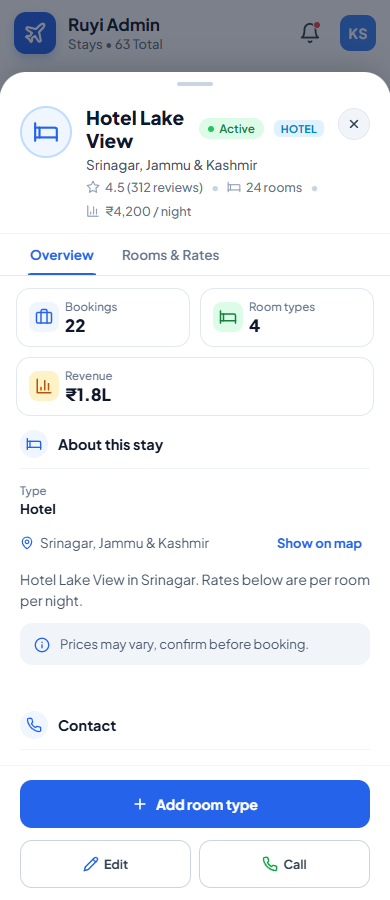 Ruyi Admin
Stays • 63 Total
KS
Hotel Lake
View
Active
HOTEL
Srinagar, Jammu & Kashmir
4.5 (312 reviews)
24 rooms
₹4,200 / night
Overview
Rooms & Rates
Bookings
22
Room types
4
Revenue
₹1.8L
About this stay
Type
Hotel
Srinagar, Jammu & Kashmir
Show on map
Hotel Lake View in Srinagar. Rates below are per room
per night.
Prices may vary, confirm before booking.
Contact
Add room type
Edit
Call